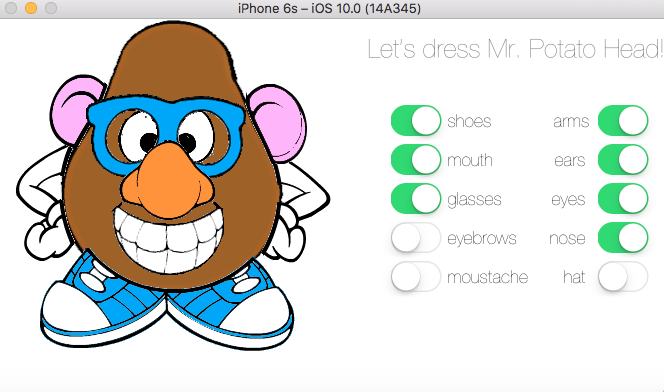 iPhone 6s – iOS 10.0 (14A345)
Let's dress Mr. Potato Head!
shoes arms
mouth ears
glasses eyes
eyebrows nose
moustache hat